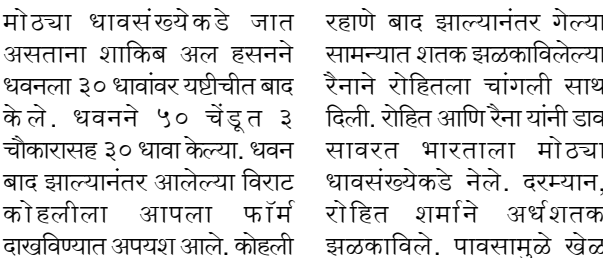 मोठ्या धावसंख्येकडे जात
असताना शाकिब अल हसनने
धवनला ३० धावांवर यष्टीचीत बाद
केले. धवनने ५० चेंडूत ३
चौकारासह ३० धावा केल्या. धवन
बाद झाल्यानंतर आलेल्या विराट
कोहलीला आपला फॉर्म
दाखविण्यात अपयश आले. कोहली
रहाणे बाद झाल्यानंतर गेल्या
सामन्यात शतक झळकाविलेल्या
रैनाने रोहितला चांगली साथ
दिली. रोहित आणि रैना यांनी डाव
सावरत भारताला मोठ्या
धावसंख्येकडे नेले. दरम्यान,
रोहित शर्माने अर्धशतक
झळकाविले. पावसामुळे खेळ